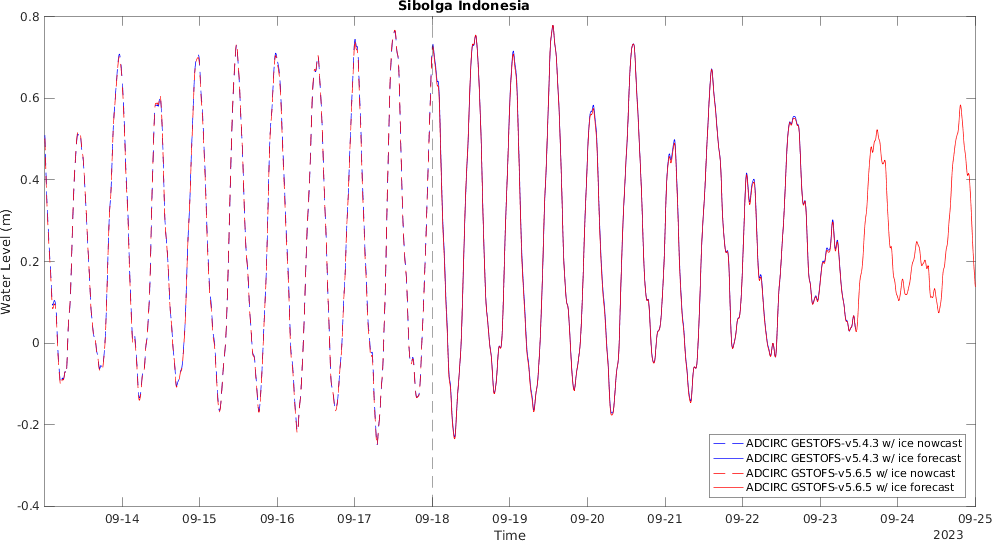 Sibolga Indonesia
0.8
0.6
0.4
0.2
0
-0.2
-0.4
Water Level (m)
09-14 09-15 09-16 09-17 09-18 09-19 09-20 09-21 09-22 09-23 09-24 09-25
Time
2023
ADCIRC GESTOFS-v5.4.3 w/ ice nowcast
ADCIRC GESTOFS-v5.4.3 w/ ice forecast
ADCIRC GSTOFS-v5.6.5 w/ ice nowcast
ADCIRC GSTOFS-v5.6.5 w/ ice forecast